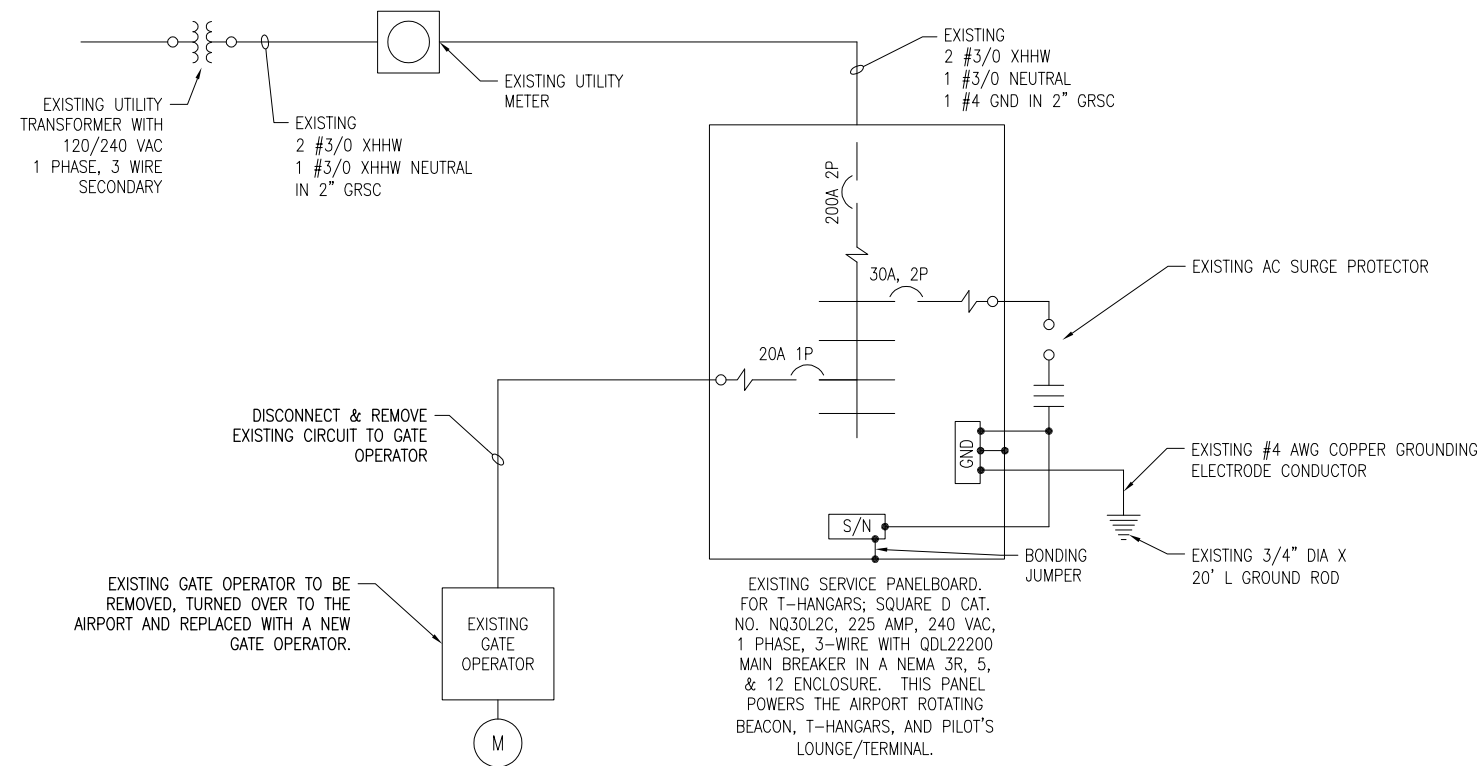 EXISTING UTILITY
TRANSFORMER WITH
120/240 VAC
1 PHASE, 3 WIRE
SECONDARY
EXISTING
2 #3/0 XHHW
1 #3/0 XHHW NEUTRAL
IN 2" GRSC
EXISTING UTILITY
METER
EXISTING
2 #3/0 XHHW
1 #3/0 NEUTRAL
1 #4 GND IN 2" GRSC
200A 2P
30A, 2P
EXISTING AC SURGE PROTECTOR
20A 1P
DISCONNECT & REMOVE
EXISTING CIRCUIT TO GATE
OPERATOR
GND
EXISTING #4 AWG COPPER GROUNDING
ELECTRODE CONDUCTOR
S/N
BONDING
JUMPER
EXISTING 3/4" DIA X
20' L GROUND ROD
EXISTING GATE OPERATOR TO BE
REMOVED, TURNED OVER TO THE
AIRPORT AND REPLACED WITH A NEW
GATE OPERATOR.
EXISTING
GATE
OPERATOR
M
EXISTING SERVICE PANELBOARD.
FOR T-HANGARS; SQUARE D CAT.
NO. NQ30L2C, 225 AMP, 240 VAC,
1 PHASE, 3-WIRE WITH QDL22200
MAIN BREAKER IN A NEMA 3R, 5,
& 12 ENCLOSURE. THIS PANEL
POWERS THE AIRPORT ROTATING
BEACON, T-HANGARS, AND PILOT'S
LOUNGE/TERMINAL.